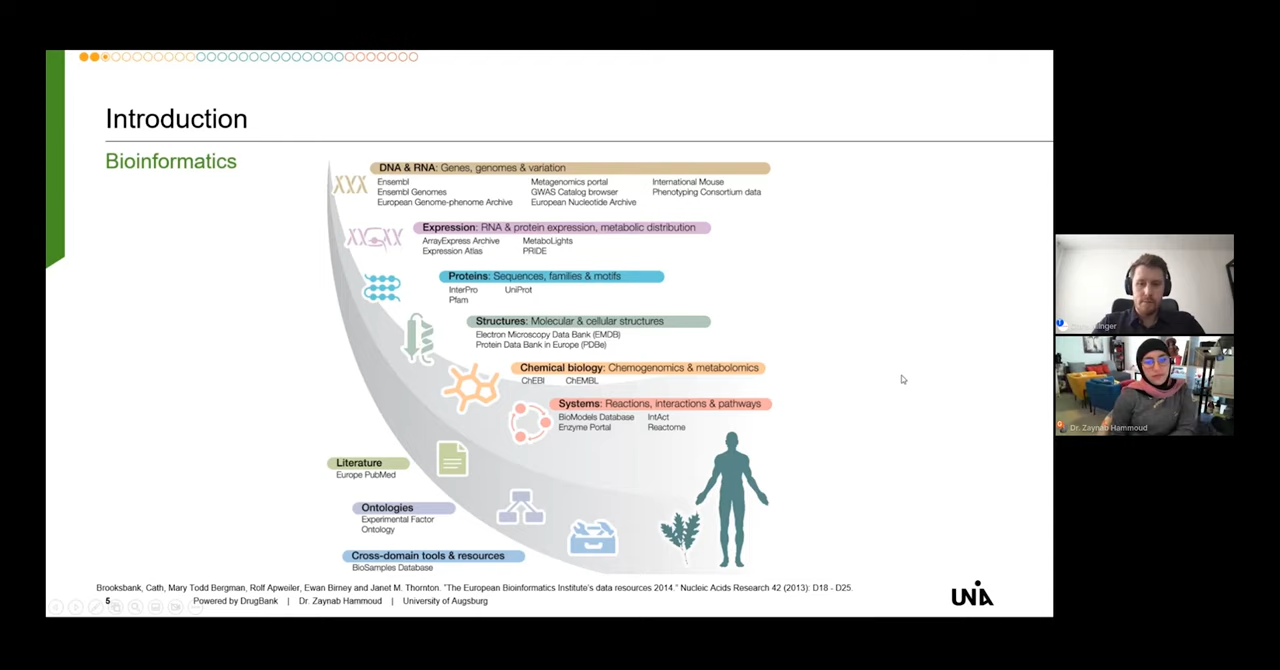 Introduction
Bioinformatics
DNA & RNA: Genes, genomes & variation
Ensembl
Ensembl Genomes
European Genome-phenome Archive
Metagenomics portal
GWAS Catalog browser
European Nucleotide Archive
International Mouse
Phenotyping Consortium data
Expression: RNA & protein expression, metabolic distribution
ArrayExpress Archive
Expression Atlas
MetaboLights
PRIDE
Proteins: Sequences, families & motifs
InterPro
Pfam
UniProt
Structures: Molecular & cellular structures
Electron Microscopy Data Bank (EMDB)
Protein Data Bank in Europe (PDBe)
Chemical biology: Chemogenomics & metabolomics
ChEBI
ChEMBL
Systems: Reactions, interactions & pathways
BioModels Database
Enzyme Portal
IntAct
Reactome
Literature
Europe PubMed
Ontologies
Experimental Factor
Ontology
Cross-domain tools & resources
BioSamples Database
Brooksbank, Cath, Mary Todd Bergman, Rolf Apweiler, Ewan Birney and Janet M. Thornton. "The European Bioinformatics Institute's data resources 2014." Nucleic Acids Research 42 (2013): D18 - D25.
5 Powered by DrugBank | Dr. Zaynab Hammoud | University of Augsburg
UNIA
Dr. Zaynab Hammoud